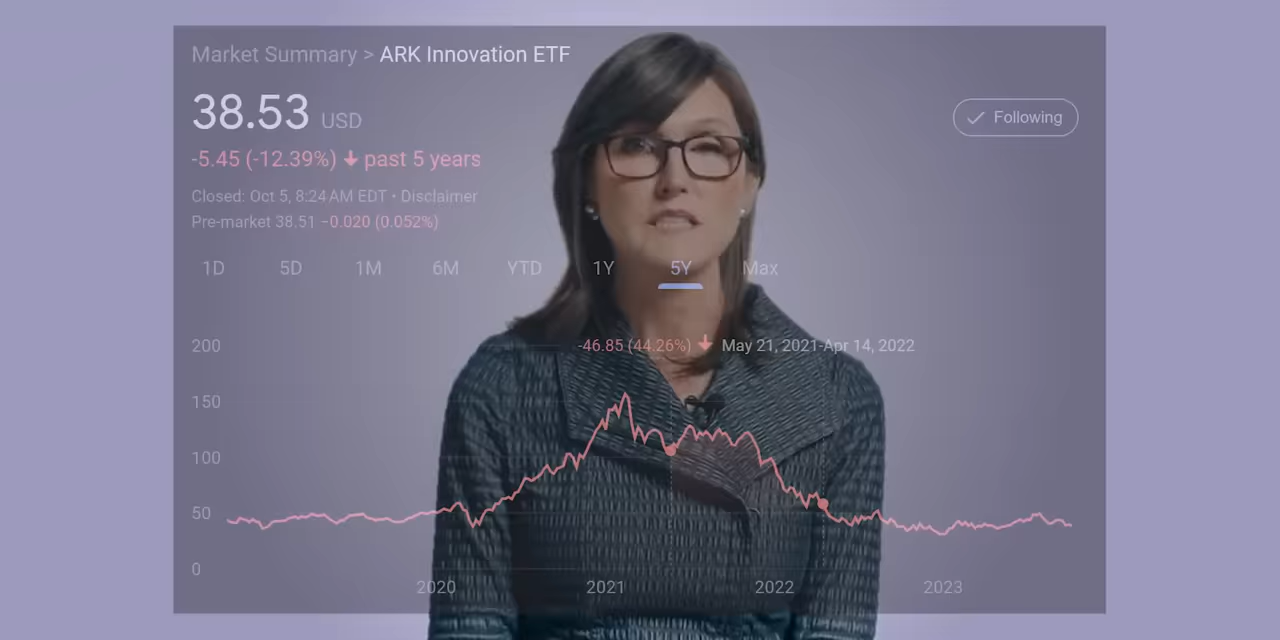 Market Summary > ARK Innovation ETF
38.53 USD
Following
-5.45 (-12.39%) past 5 years
Closed: Oct 5, 8:24 AM EDT • Disclaimer
Pre-market 38.51 −0.020 (0.052%)
1D 5D 1M 6M YTD 1Y 5Y Max
-46.85 (44.26%) May 21, 2021-Apr 14, 2022
200
150
100
50
0
2020 2021 2022 2023